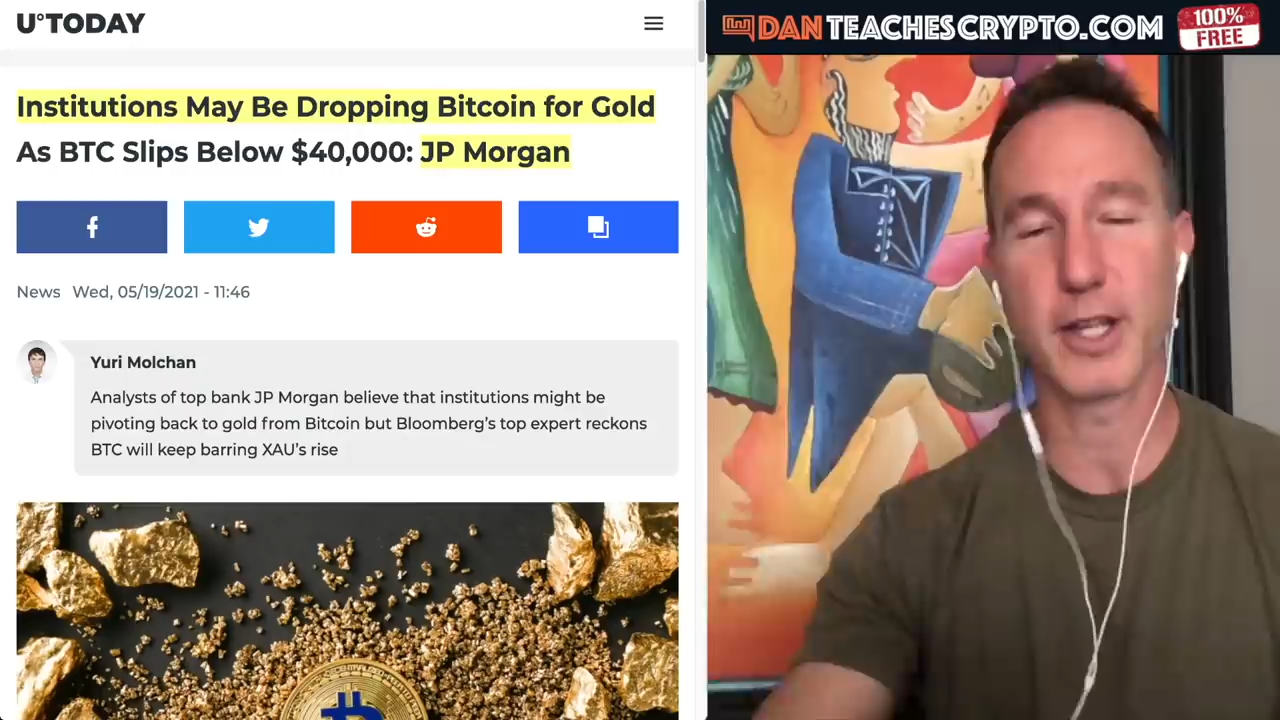 U°TODAY
Institutions May Be Dropping Bitcoin for Gold
As BTC Slips Below $40,000: JP Morgan
News Wed, 05/19/2021 - 11:46
Yuri Molchan
Analysts of top bank JP Morgan believe that institutions might be
pivoting back to gold from Bitcoin but Bloomberg’s top expert reckons
BTC will keep barring XAU’s rise
DANTEACHESCRYPTO.COM
100%
FREE